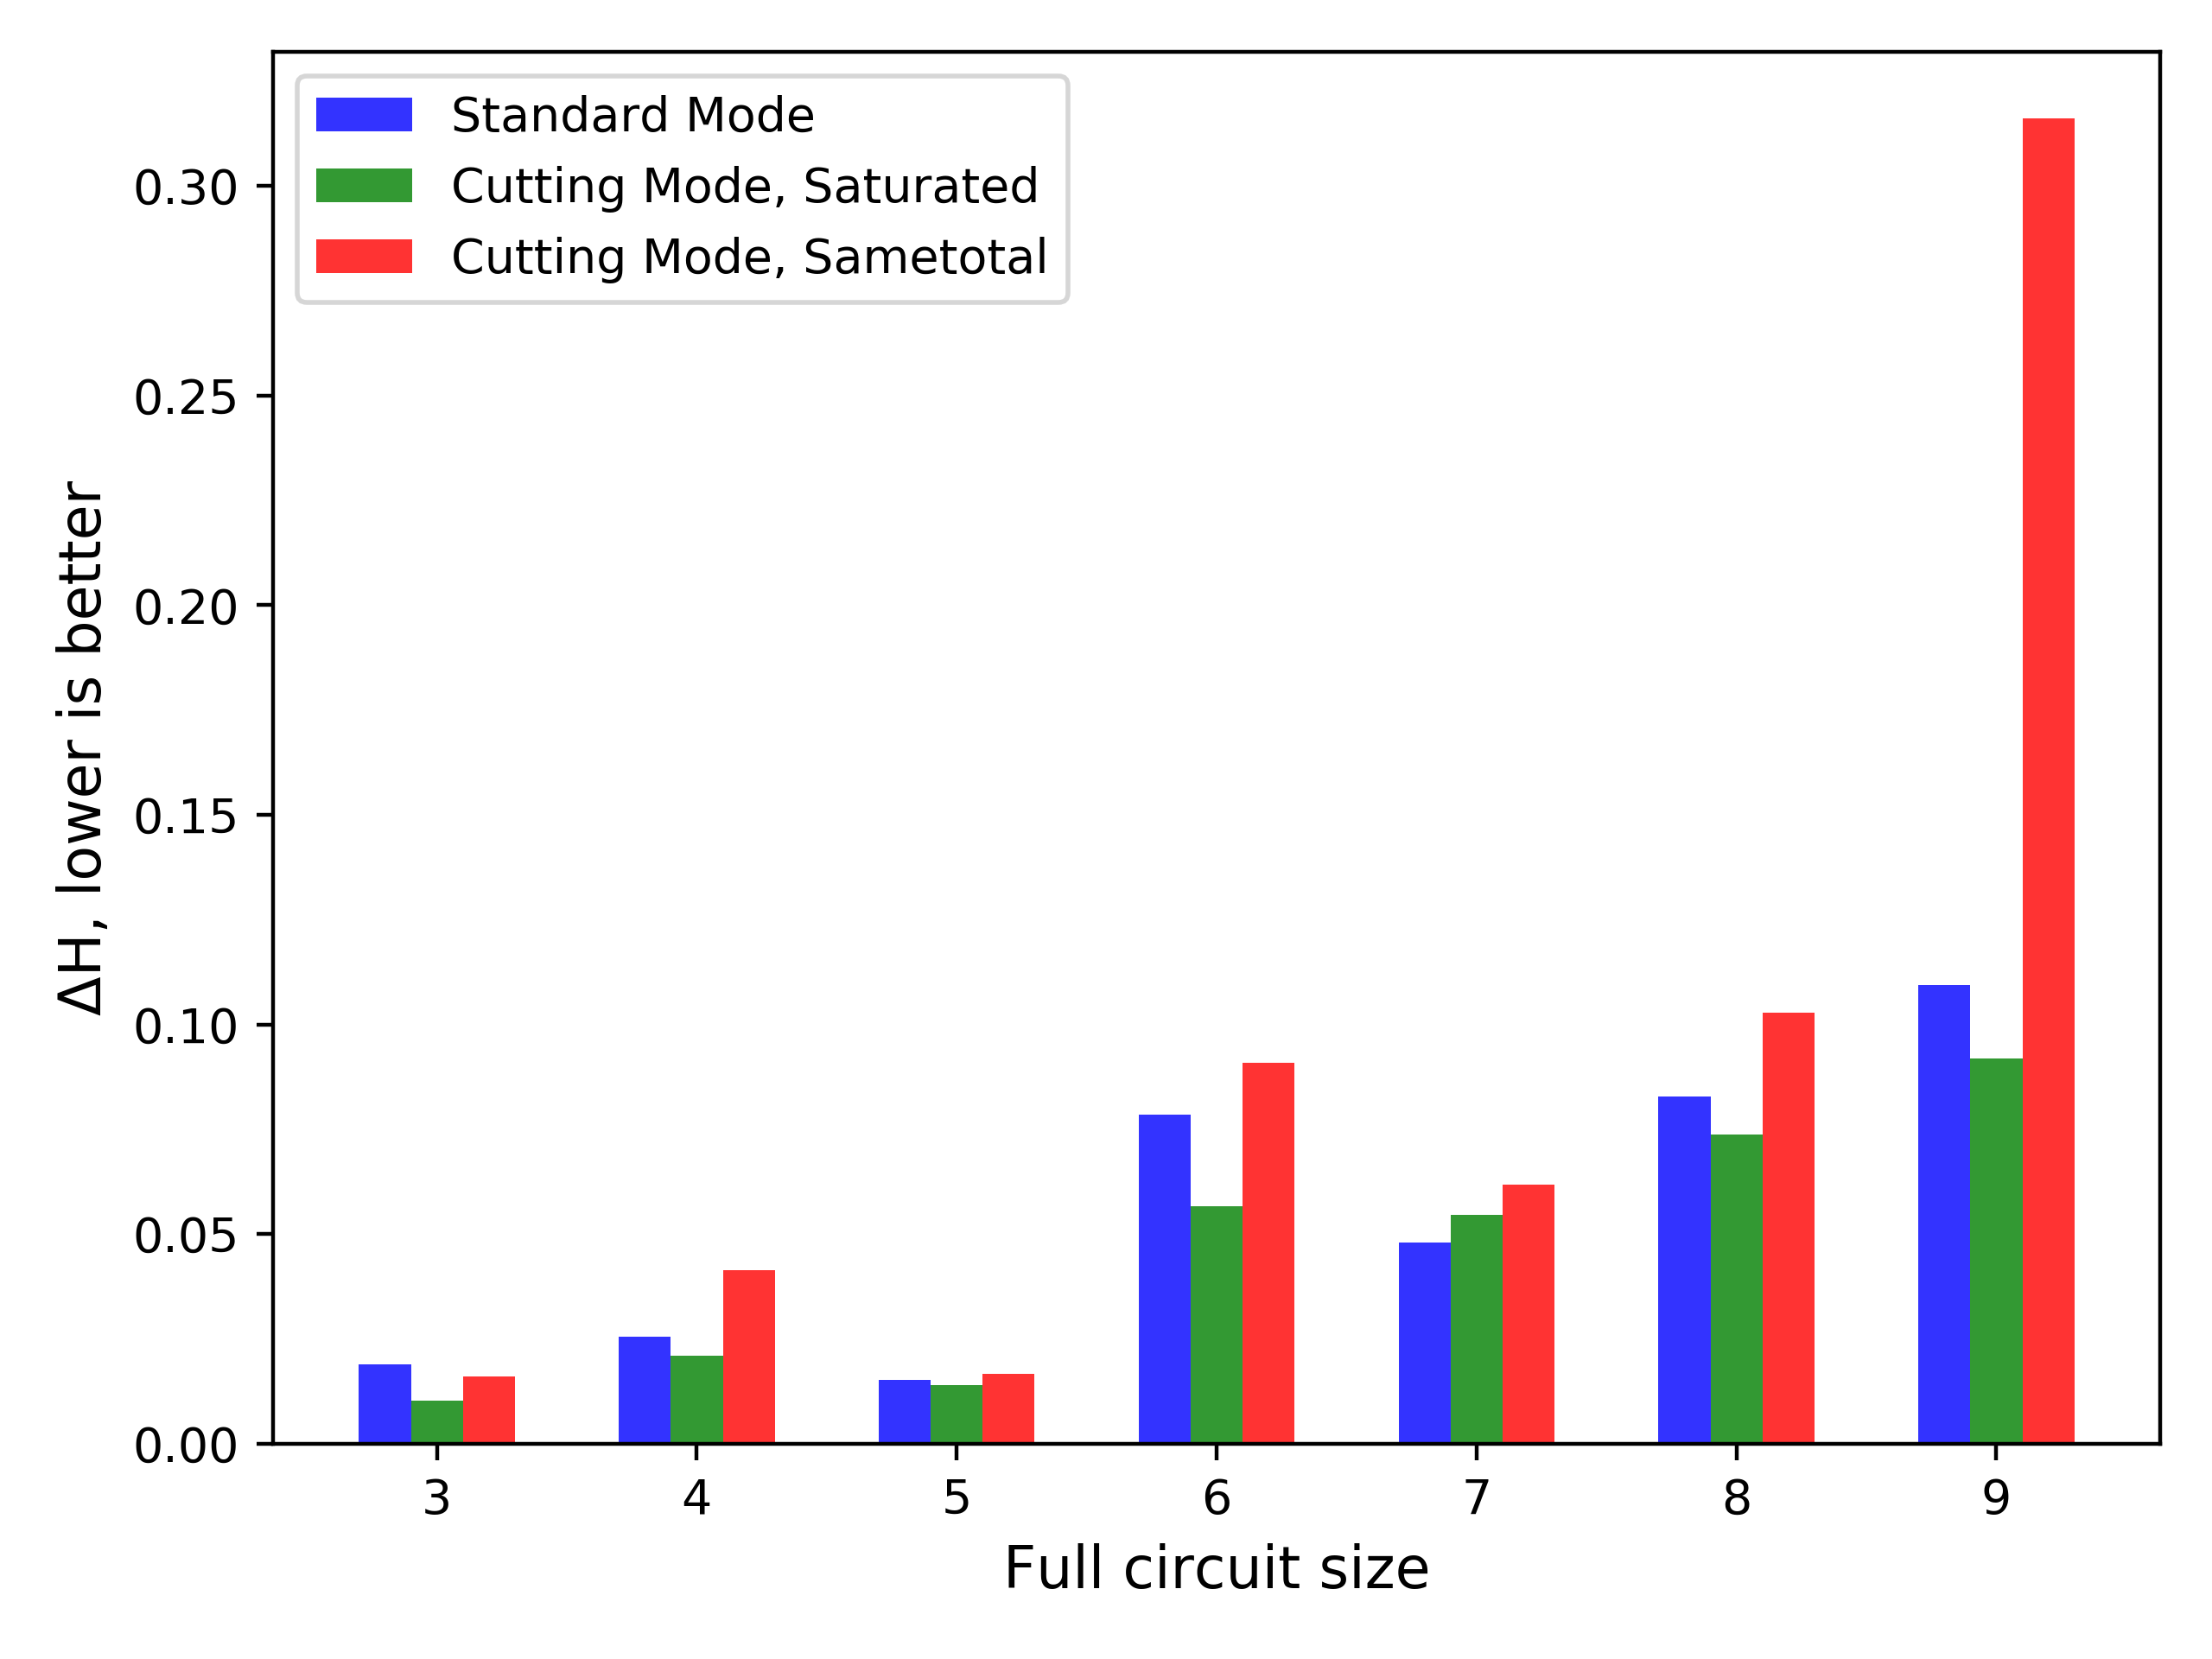 Standard Mode
Cutting Mode, Saturated
Cutting Mode, Sametotal
0.30
0.25
0.20
0.15
0.10
0.05
0.00
ΔH, lower is better
3 4 5 6 7 8 9
Full circuit size